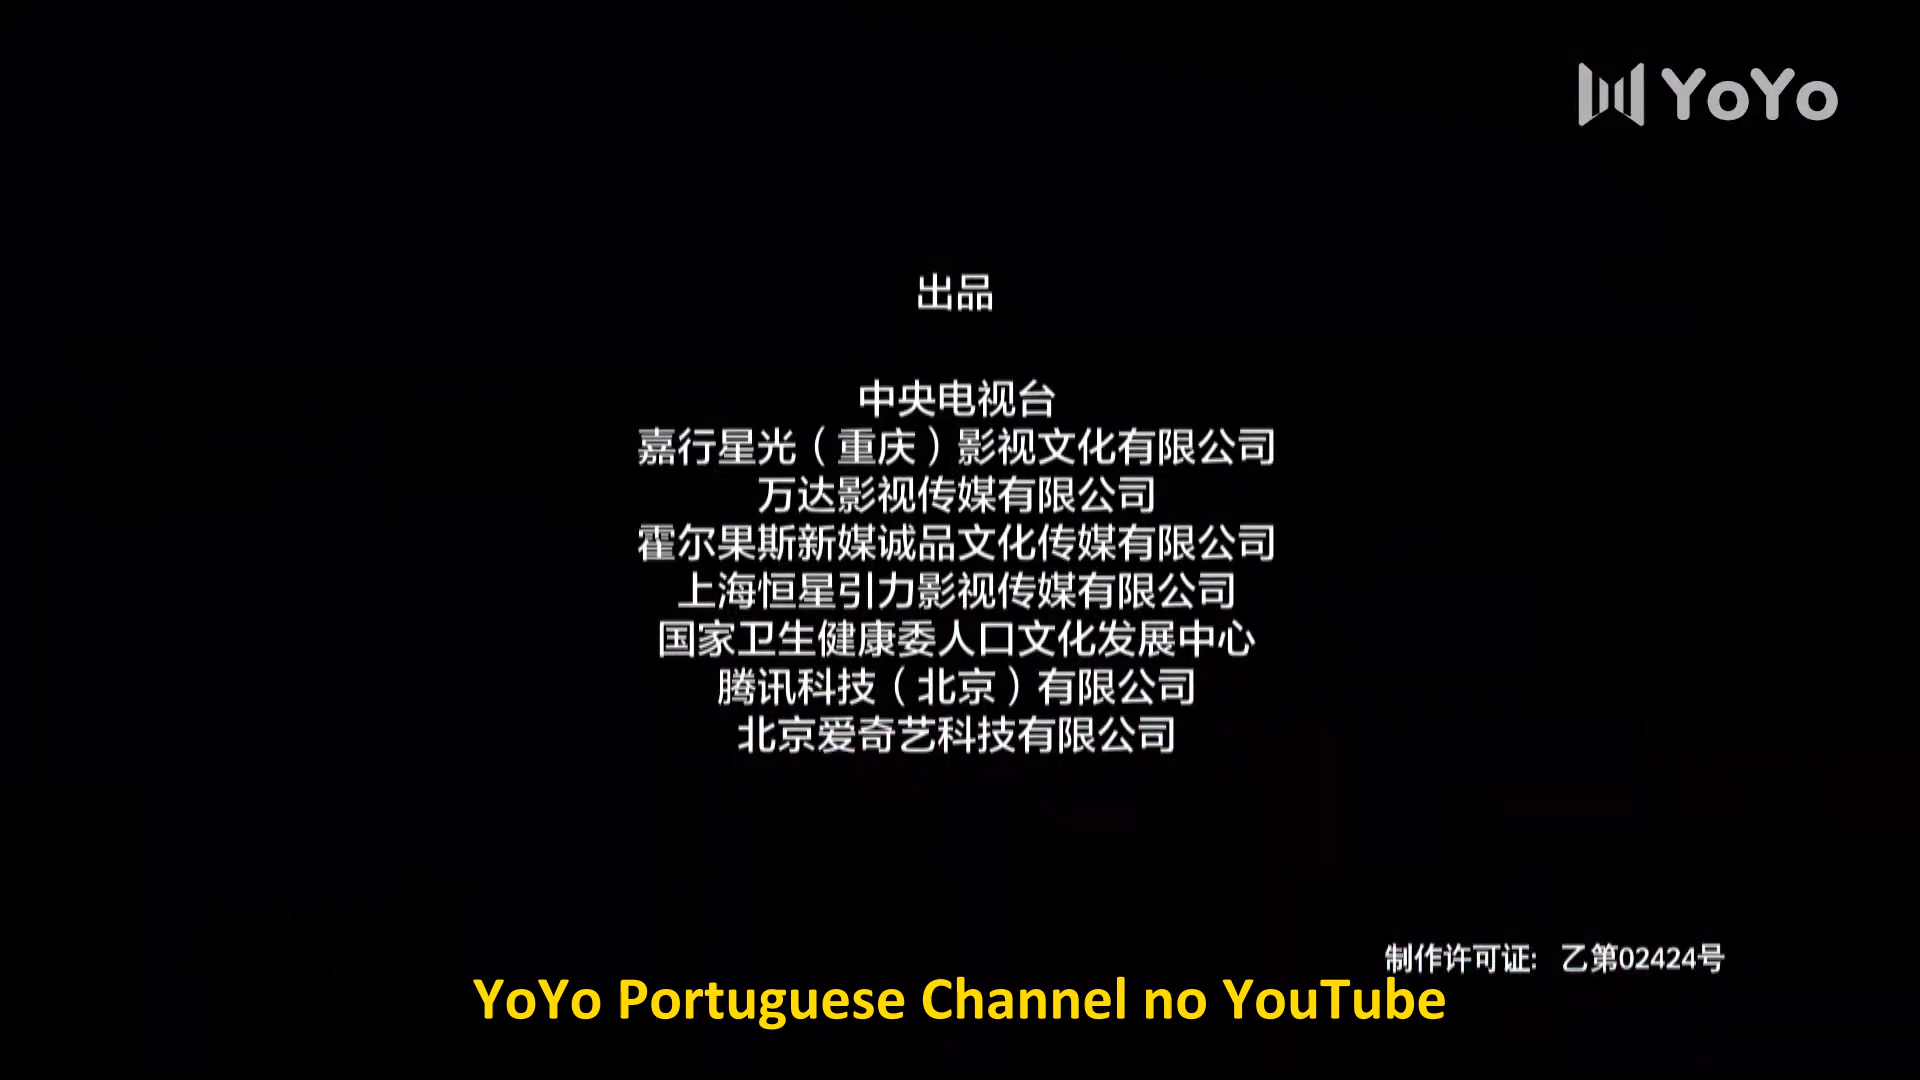 YoYo
出品
中央电视台
嘉行星光（重庆）影视文化有限公司
万达影视传媒有限公司
霍尔果斯新媒诚品文化传媒有限公司
上海恒星引力影视传媒有限公司
国家卫生健康委人口文化发展中心
腾讯科技（北京）有限公司
北京爱奇艺科技有限公司
制作许可证: 乙第02424号
YoYo Portuguese Channel no YouTube